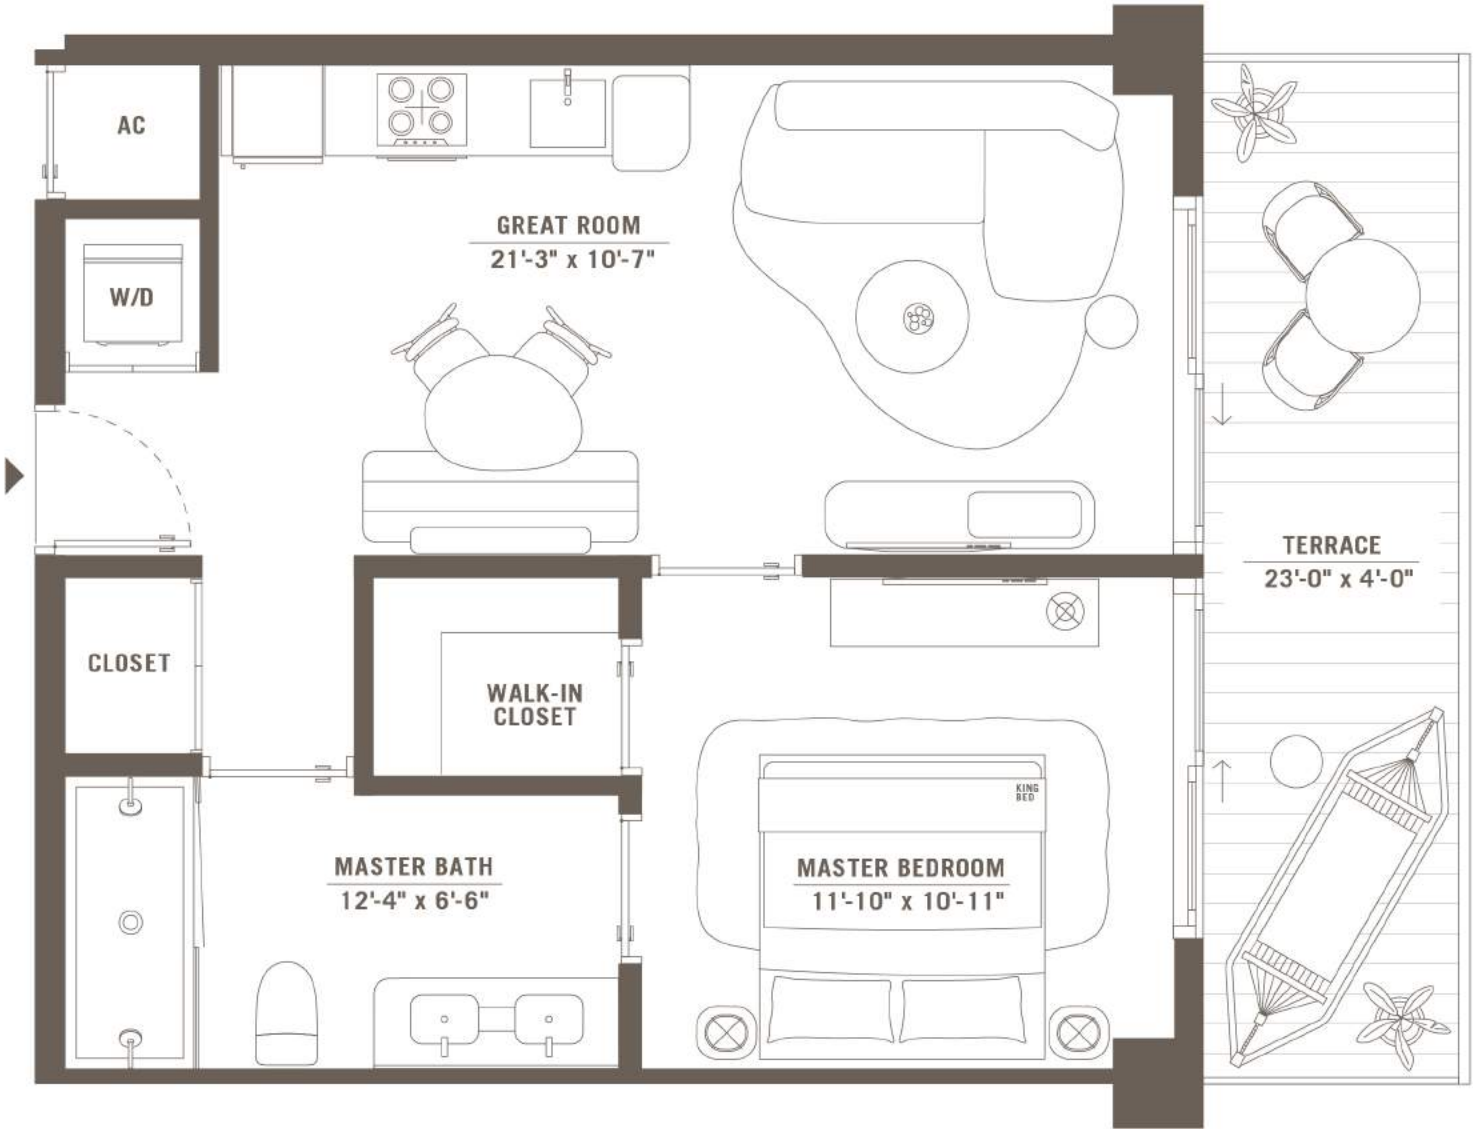 AC
GREAT ROOM
21'-3" x 10'-7"
W/D
TERRACE
23'-0" x 4'-0"
CLOSET
WALK-IN
CLOSET
KING
BED
MASTER BATH
12'-4" x 6'-6"
MASTER BEDROOM
11'-10" x 10'-11"